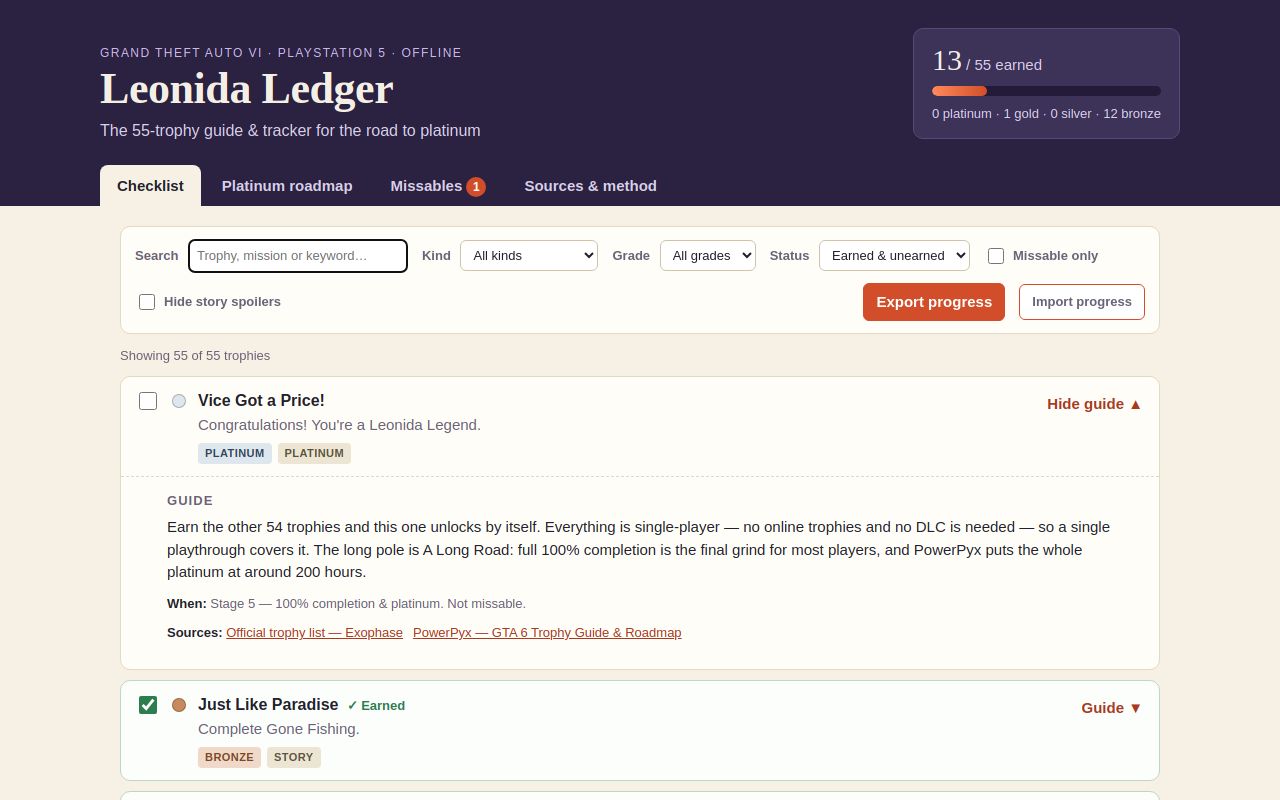 GRAND THEFT AUTO VI · PLAYSTATION 5 · OFFLINE
Leonida Ledger
The 55-trophy guide & tracker for the road to platinum
13 / 55 earned
0 platinum · 1 gold · 0 silver · 12 bronze
Checklist
Platinum roadmap
Missables 1
Sources & method
Search Trophy, mission or keyword… Kind All kinds Grade All grades Status Earned & unearned Missable only
Hide story spoilers Export progress Import progress
Showing 55 of 55 trophies
Vice Got a Price!
Hide guide ▲
Congratulations! You're a Leonida Legend.
PLATINUM PLATINUM
GUIDE
Earn the other 54 trophies and this one unlocks by itself. Everything is single-player — no online trophies and no DLC is needed — so a single
playthrough covers it. The long pole is A Long Road: full 100% completion is the final grind for most players, and PowerPyx puts the whole
platinum at around 200 hours.
When: Stage 5 — 100% completion & platinum. Not missable.
Sources: Official trophy list — Exophase PowerPyx — GTA 6 Trophy Guide & Roadmap
Just Like Paradise ✓ Earned
Guide ▼
Complete Gone Fishing.
BRONZE STORY